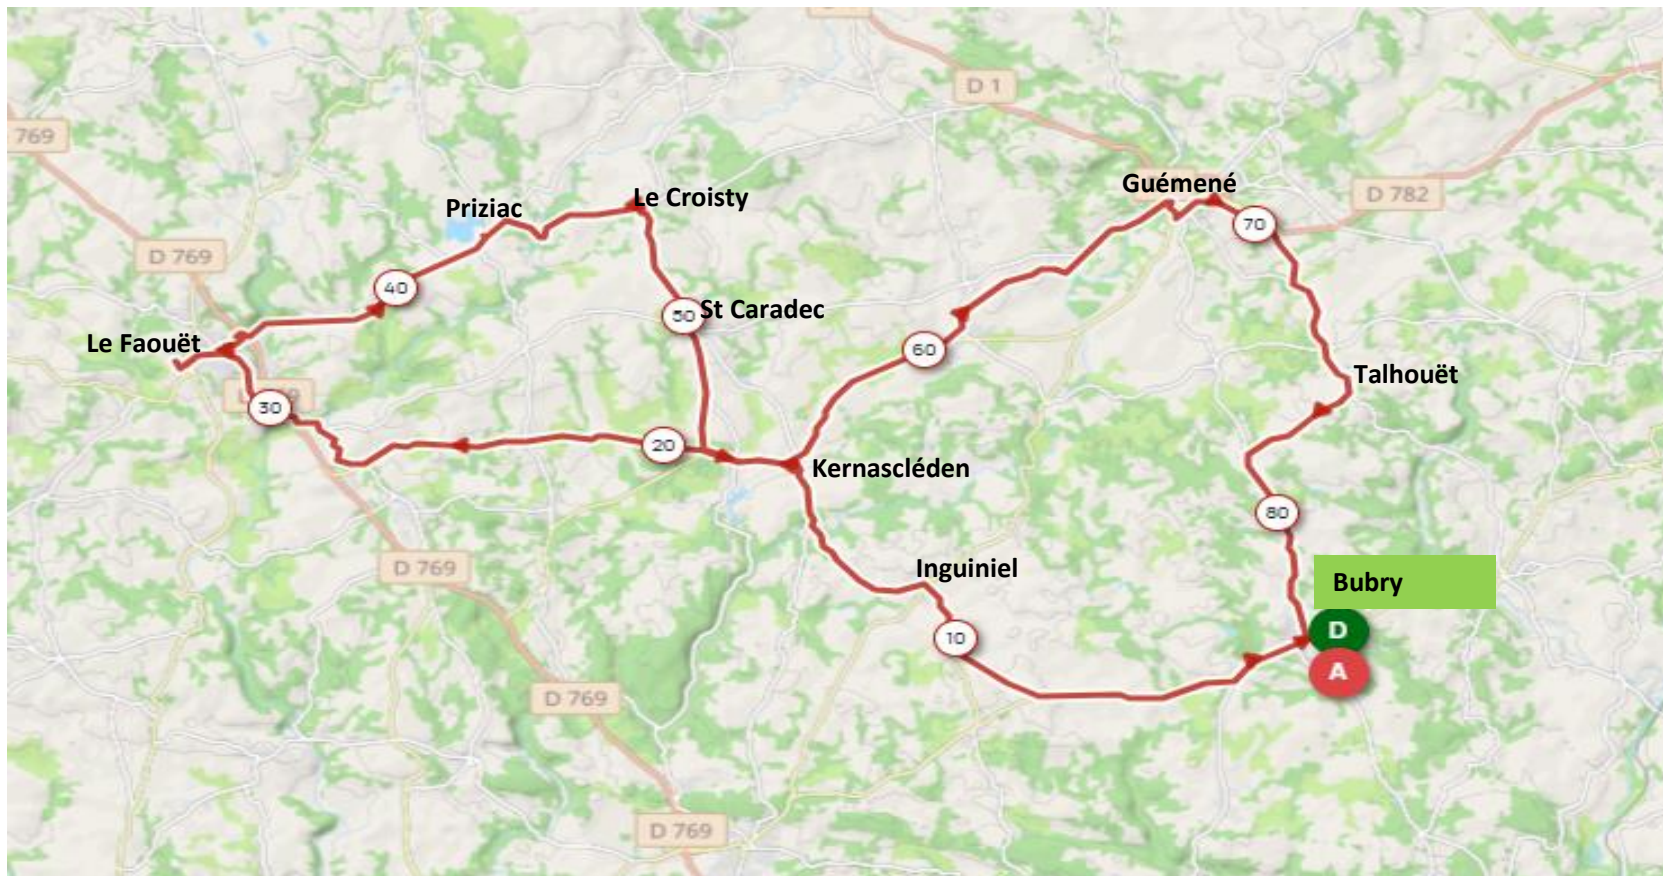 D 1
769
Guémené
D 782
Priziac
Le Croisty
70
D 769
40
50
St Caradec
Le Faouët
60
Talhouët
30
20
Kernascléden
80
D 769
Inguiniel
Bubry
10
D
A
D 769
D 769